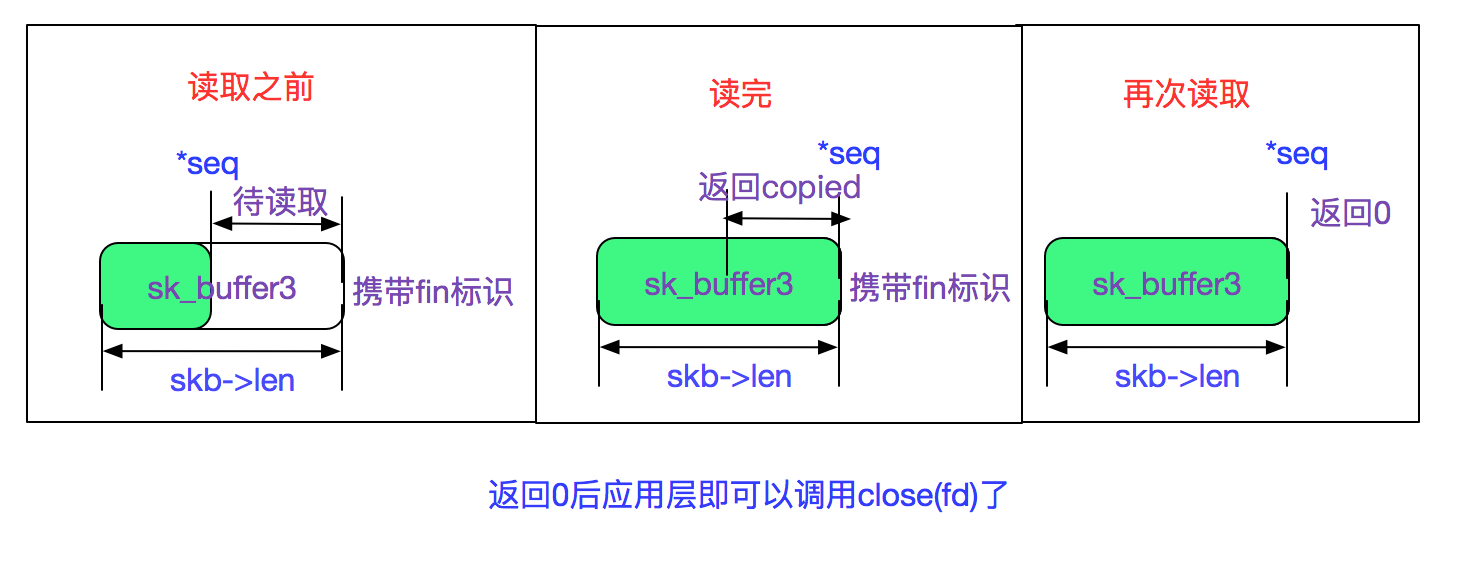 读取之前
*seq
待读取
sk_buffer3
携带fin标识
skb->len
读完
*seq
返回copied
sk_buffer3
携带fin标识
skb->len
再次读取
*seq
返回0
sk_buffer3
skb->len
返回0后应用层即可以调用close(fd)了